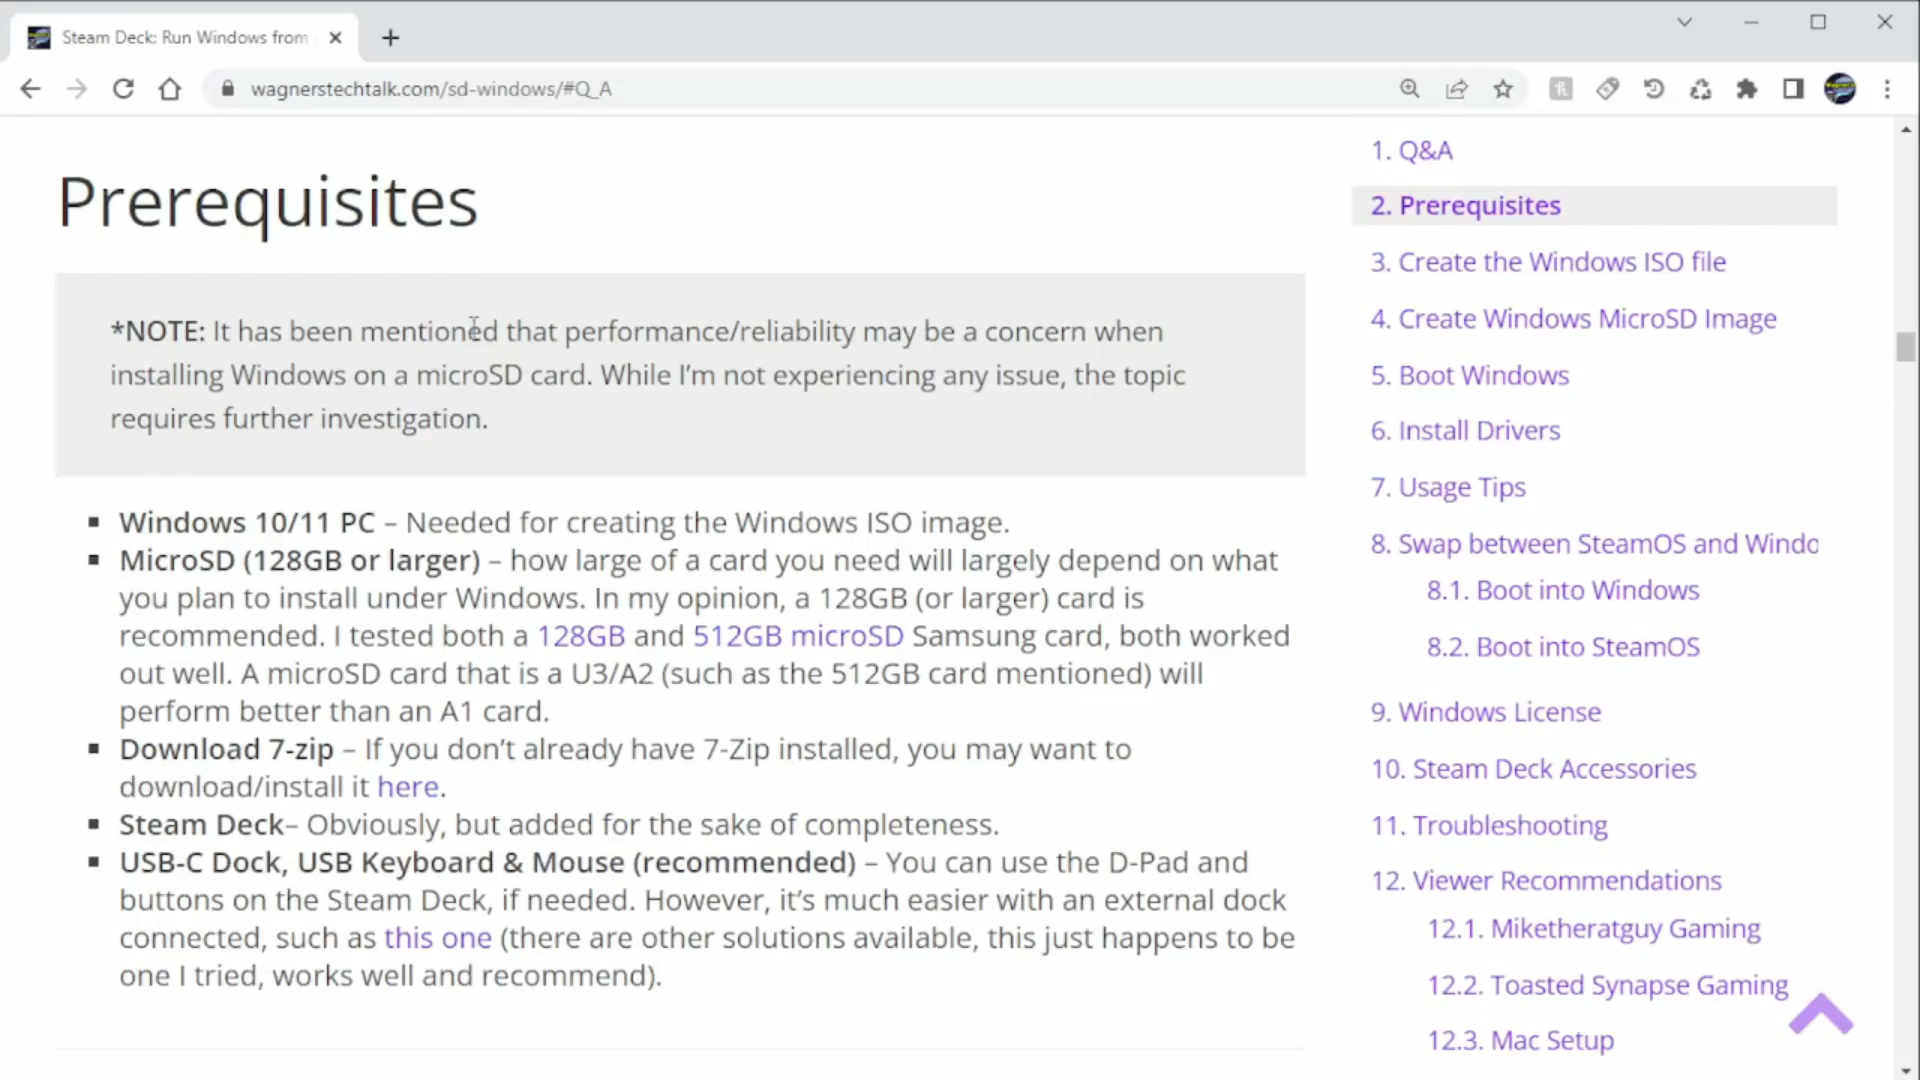 Steam Deck: Run Windows from
wagnerstechtalk.com/sd-windows/#Q_A
Prerequisites
*NOTE: It has been mentioned that performance/reliability may be a concern when
installing Windows on a microSD card. While I’m not experiencing any issue, the topic
requires further investigation.
Windows 10/11 PC – Needed for creating the Windows ISO image.
MicroSD (128GB or larger) – how large of a card you need will largely depend on what
you plan to install under Windows. In my opinion, a 128GB (or larger) card is
recommended. I tested both a 128GB and 512GB microSD Samsung card, both worked
out well. A microSD card that is a U3/A2 (such as the 512GB card mentioned) will
perform better than an A1 card.
Download 7-zip – If you don’t already have 7-Zip installed, you may want to
download/install it here.
Steam Deck– Obviously, but added for the sake of completeness.
USB-C Dock, USB Keyboard & Mouse (recommended) – You can use the D-Pad and
buttons on the Steam Deck, if needed. However, it’s much easier with an external dock
connected, such as this one (there are other solutions available, this just happens to be
one I tried, works well and recommend).
1. Q&A
2. Prerequisites
3. Create the Windows ISO file
4. Create Windows MicroSD Image
5. Boot Windows
6. Install Drivers
7. Usage Tips
8. Swap between SteamOS and Windo
8.1. Boot into Windows
8.2. Boot into SteamOS
9. Windows License
10. Steam Deck Accessories
11. Troubleshooting
12. Viewer Recommendations
12.1. Miketheratguy Gaming
12.2. Toasted Synapse Gaming
12.3. Mac Setup